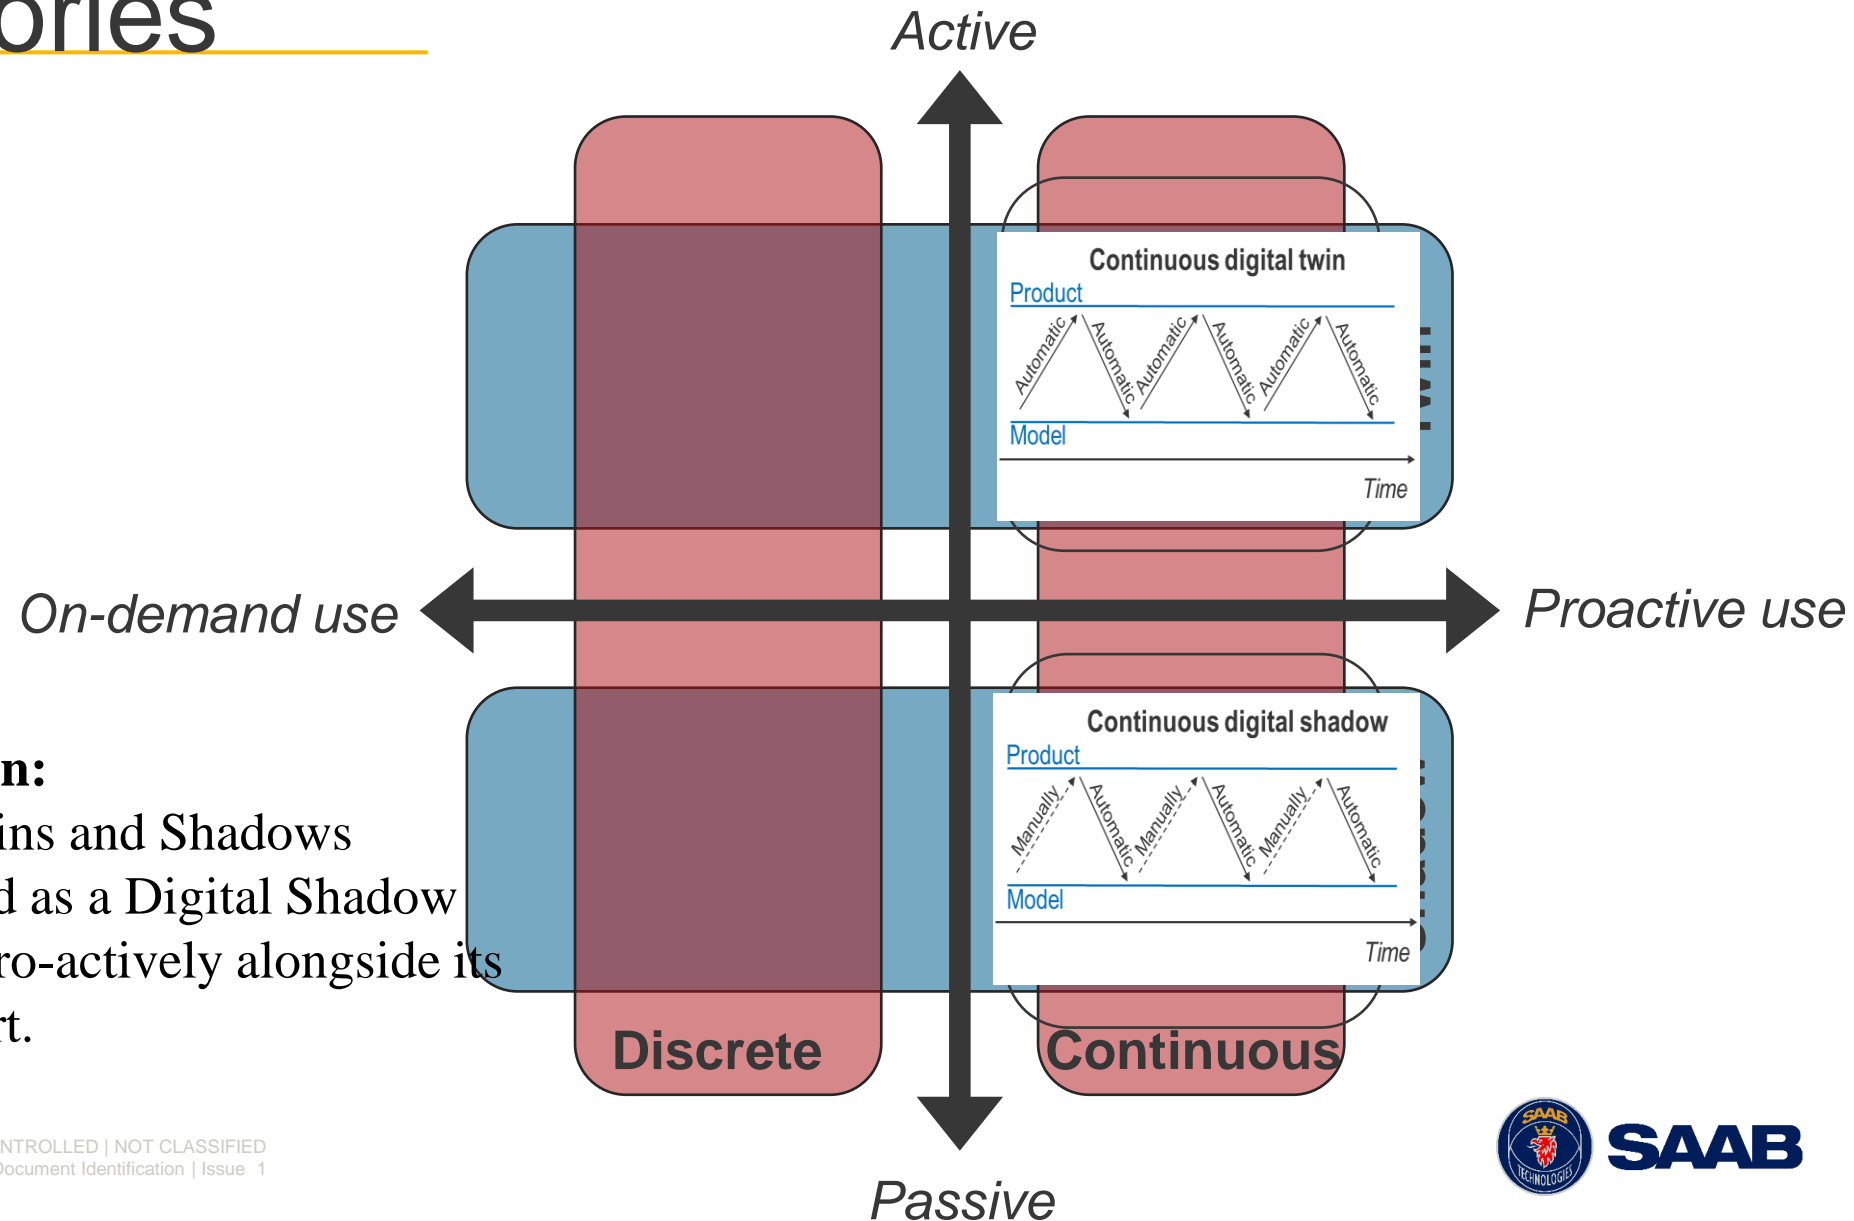 ories
Active
Continuous digital twin
Product
Automatic Automatic Automatic Automatic Automatic Automatic
Model
Time
On-demand use
Proactive use
Continuous digital shadow
Product
Manually Automatic Manually Automatic Manually Automatic
Model
Time
n:
ins and Shadows
d as a Digital Shadow
ro-actively alongside its
rt.
Discrete
Continuous
NTROLLED | NOT CLASSIFIED
Document Identification | Issue 1
SAAB
TECHNOLOGIES
SAAB
Passive